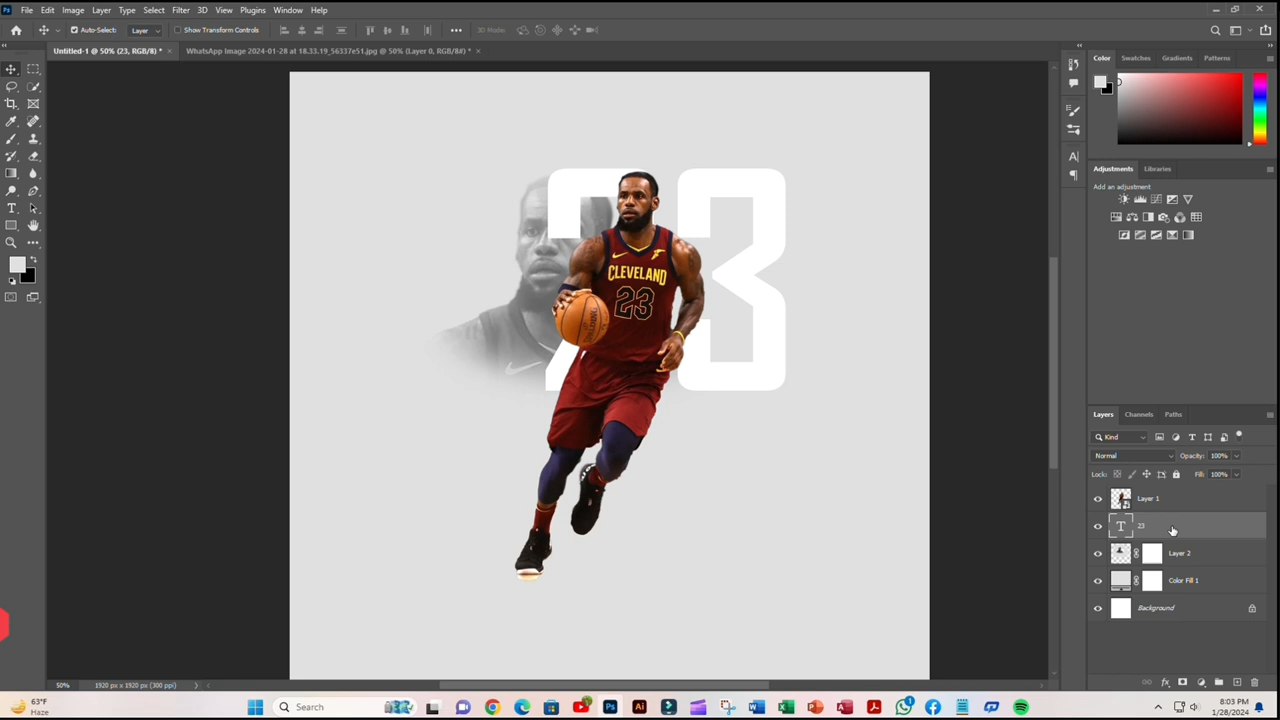 File Edit Image Layer Type Select Filter 3D View Plugins Window Help
Auto-Select: Layer Show Transform Controls 3D Mode:
Untitled-1 @ 50% (23, RGB/8) * × WhatsApp Image 2024-01-28 at 18.33.19_56337e51.jpg @ 50% (Layer 0, RGB/8#) * ×
Color Swatches Gradients Patterns
Adjustments Libraries
Add an adjustment
23
CLEVELAND
23
SPALDING
Layers Channels Paths
Kind
Normal Opacity: 100%
Lock: Fill: 100%
Layer 1
T 23
Layer 2
Color Fill 1
Background
50% 1920 px x 1920 px (300 ppi)
63°F
Haze
Search
8:03 PM
1/28/2024